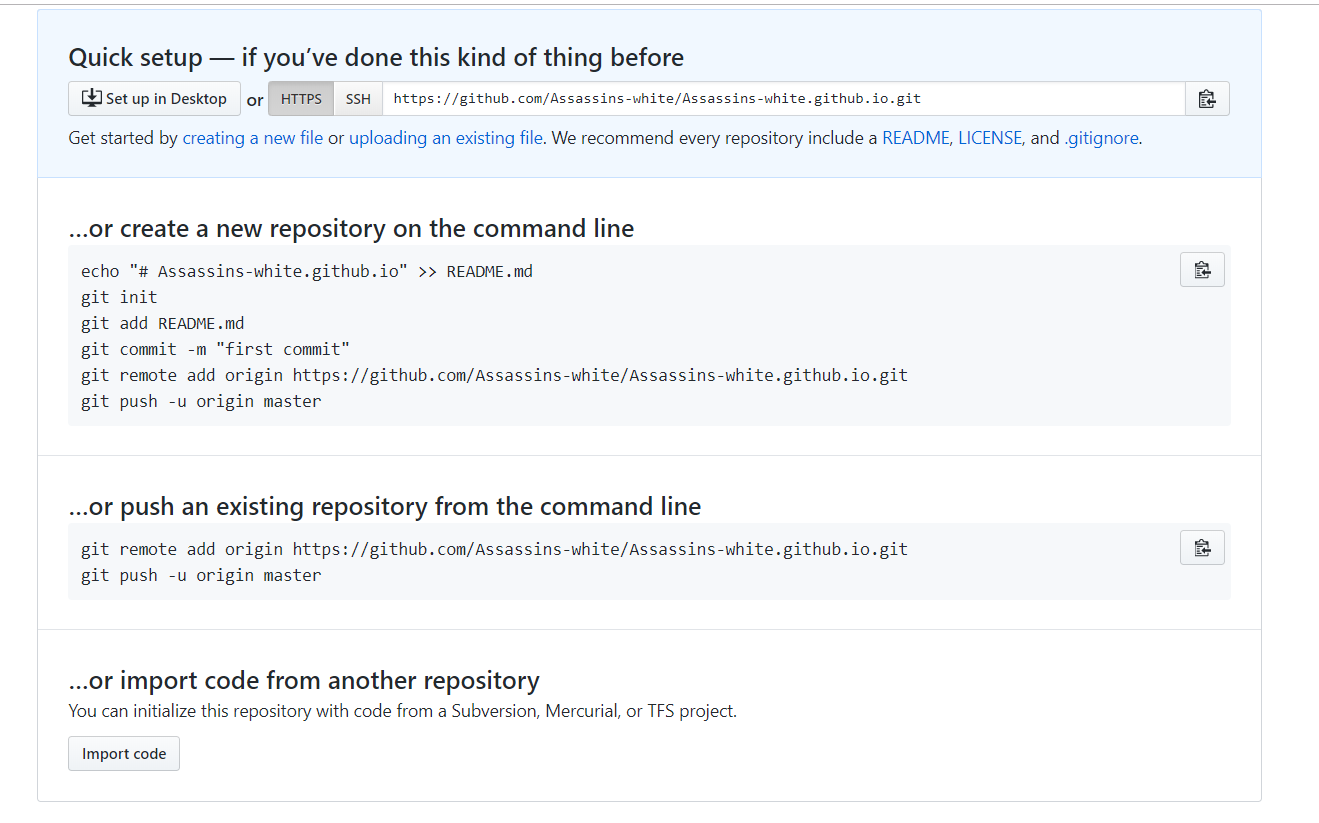 Quick setup — if you’ve done this kind of thing before
Set up in Desktop or HTTPS SSH https://github.com/Assassins-white/Assassins-white.github.io.git
Get started by creating a new file or uploading an existing file. We recommend every repository include a README, LICENSE, and .gitignore.
…or create a new repository on the command line
echo "# Assassins-white.github.io" >> README.md
git init
git add README.md
git commit -m "first commit"
git remote add origin https://github.com/Assassins-white/Assassins-white.github.io.git
git push -u origin master
…or push an existing repository from the command line
git remote add origin https://github.com/Assassins-white/Assassins-white.github.io.git
git push -u origin master
…or import code from another repository
You can initialize this repository with code from a Subversion, Mercurial, or TFS project.
Import code